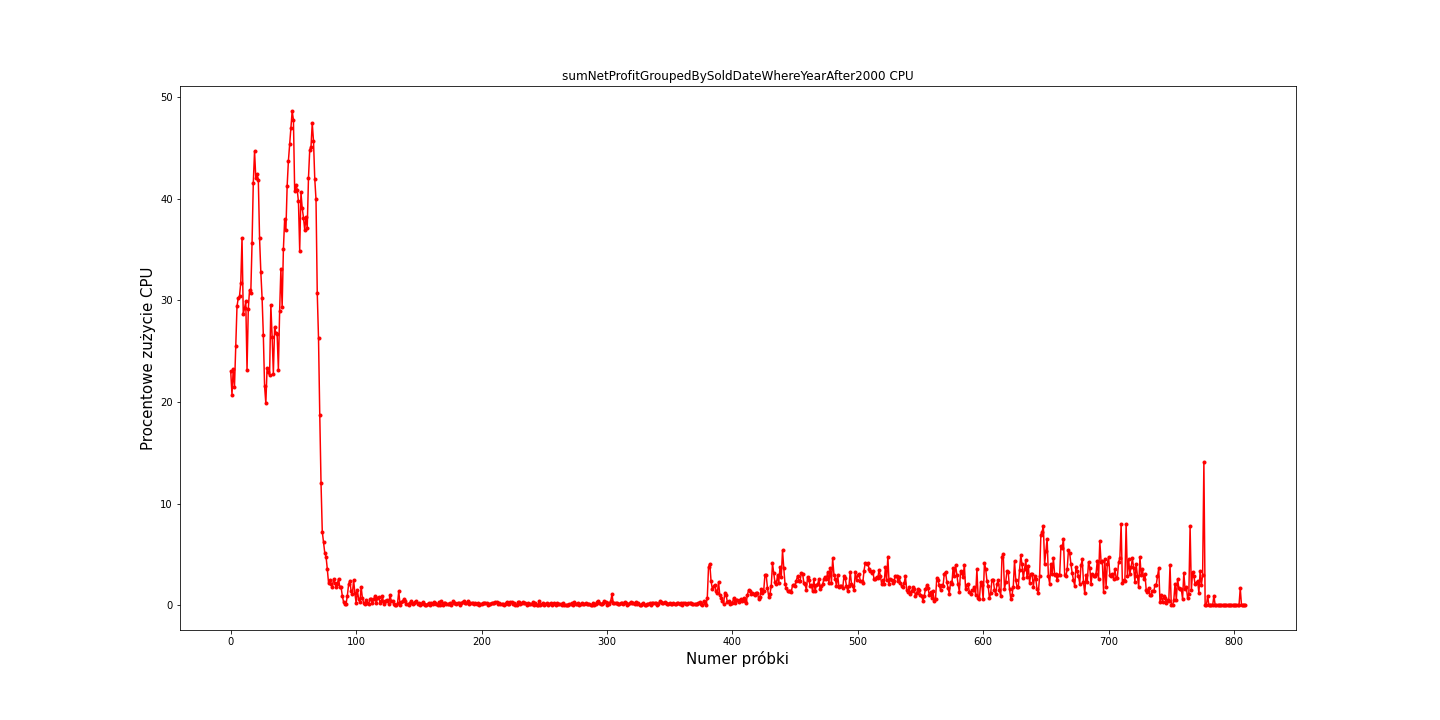 sumNetProfitGroupedBySoldDateWhereYearAfter2000 CPU
50
40
30
20
10
0
Procentowe zużycie CPU
0 100 200 300 400 500 600 700 800
Numer próbki